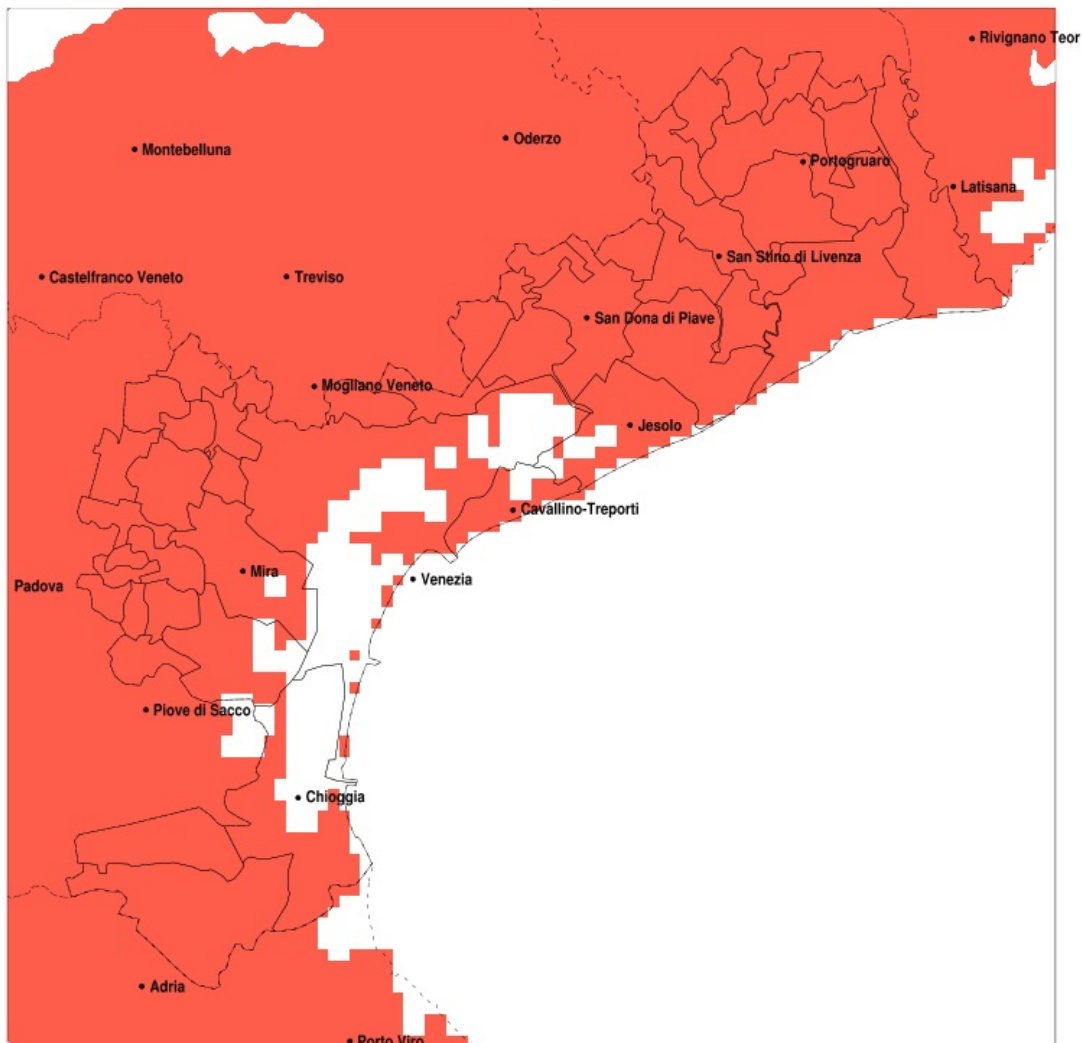 Rivignano Teor
Oderzo
Montebelluna
Portogruaro
Latisana
San Stino di Livenza
Castelfranco Veneto
Treviso
San Dona di Piave
Mogliano Veneto
Jesolo
Cavallino-Treporti
Mira
Venezia
Padova
Piove di Sacco
Chioggia
Adria
Porto Viro